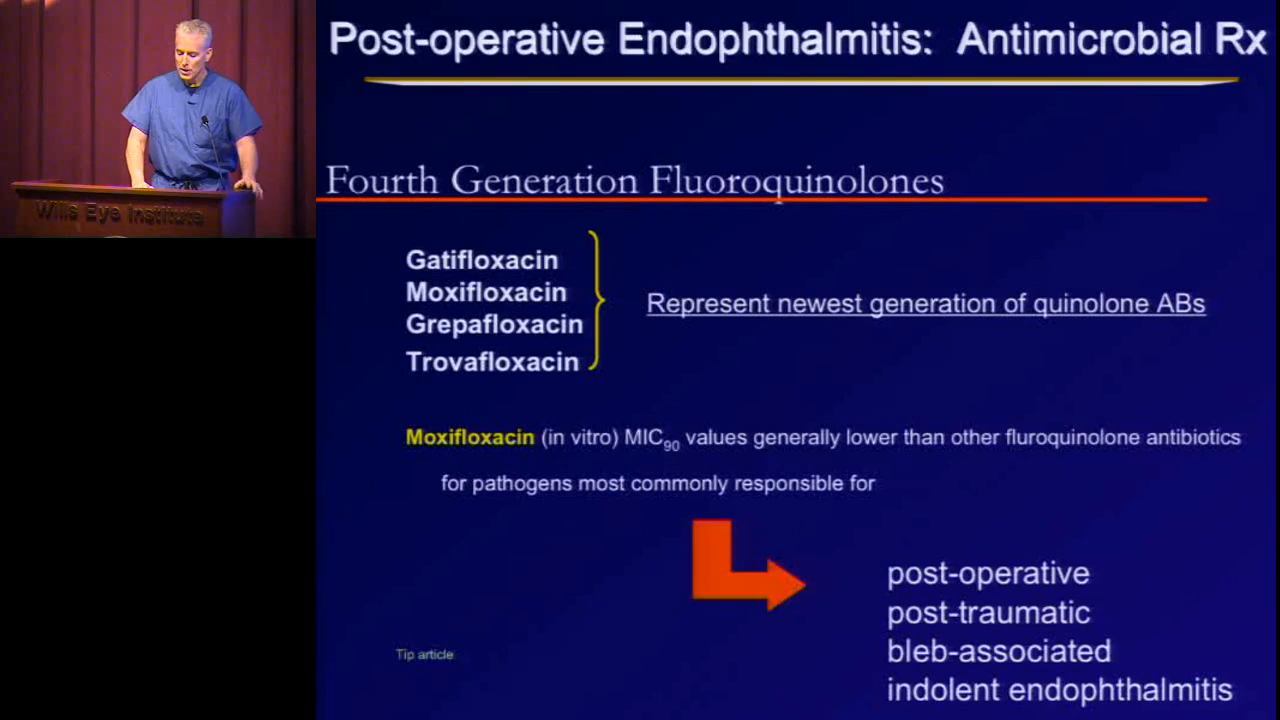 Post-operative Endophthalmitis: Antimicrobial Rx
Wills Eye Institute
Fourth Generation Fluoroquinolones
Gatifloxacin
Moxifloxacin
Grepafloxacin
Trovafloxacin
Represent newest generation of quinolone ABs
Moxifloxacin (in vitro) MIC90 values generally lower than other fluroquinolone antibiotics
for pathogens most commonly responsible for
post-operative
post-traumatic
bleb-associated
indolent endophthalmitis
Tip article